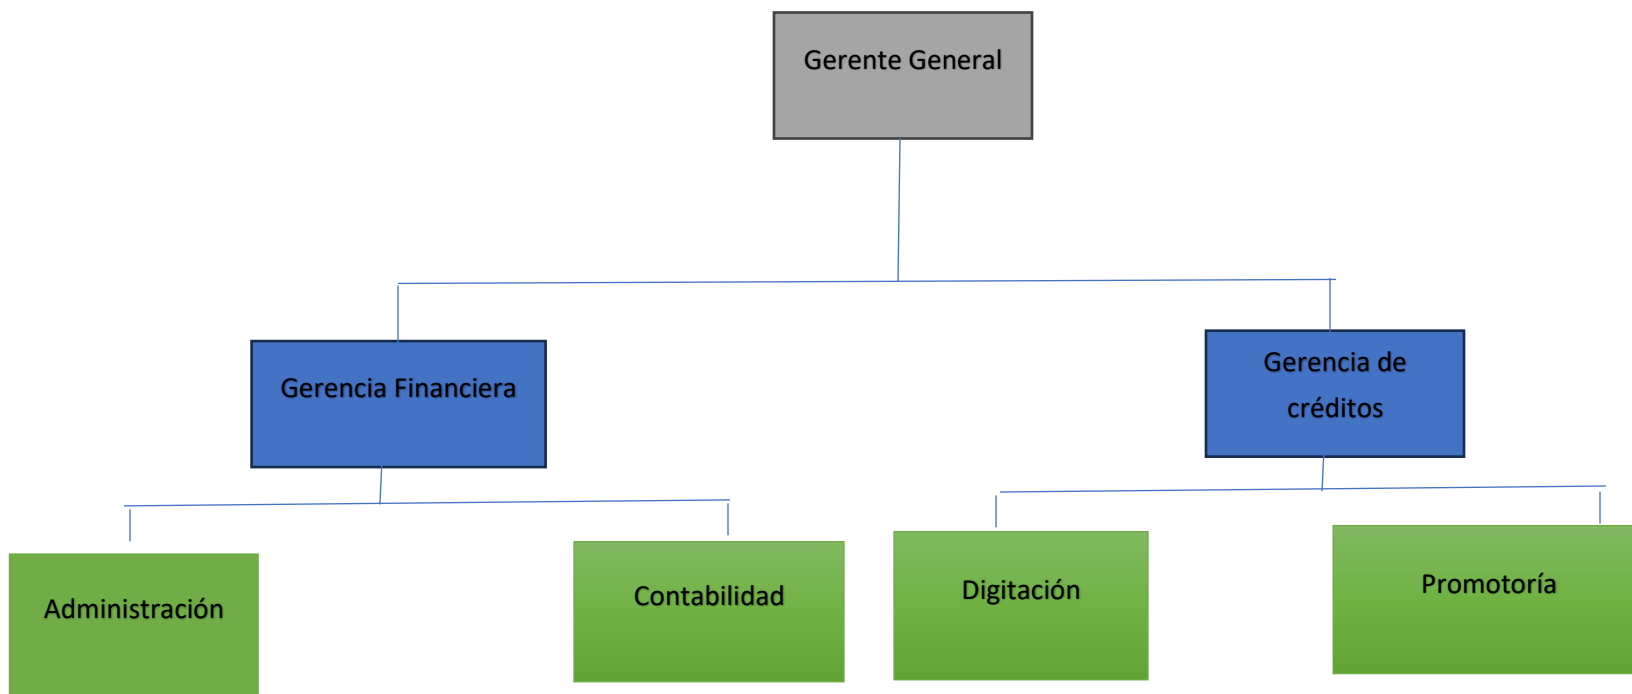 Gerente General
Gerencia Financiera
Gerencia de
créditos
Administración
Contabilidad
Digitación
Promotoría